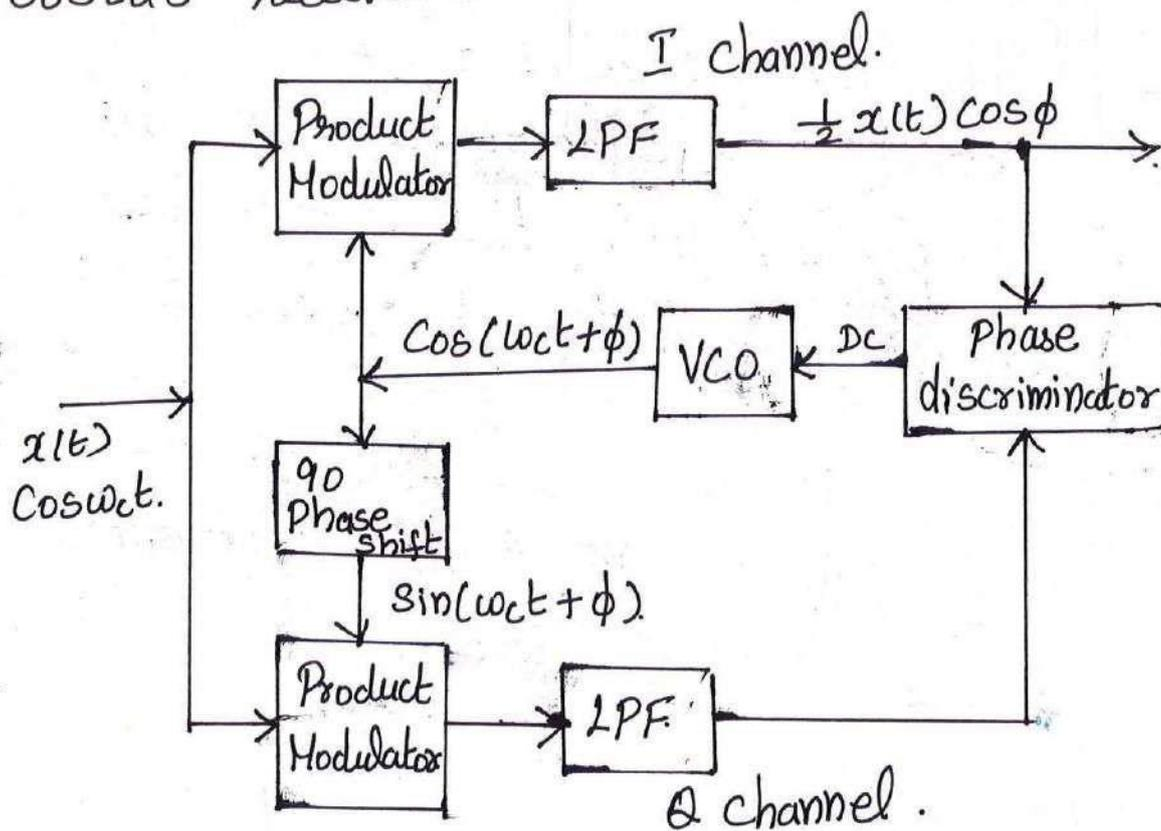 I channel.
Product
Modulator
LPF
1/2 x(t) cosϕ
Cos(ωct+ϕ)
VCO
DC
Phase
discriminator
x(t)
Cosωct.
90
Phase
shift
Sin(ωct+ϕ).
Product
Modulator
LPF
Q channel.